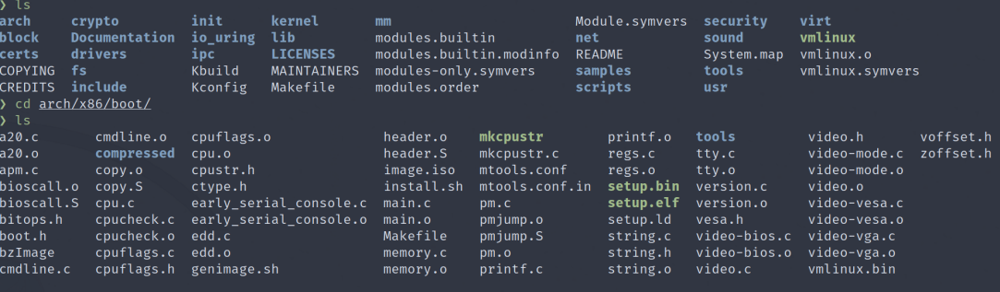 ❯ ls
arch crypto init kernel mm Module.symvers security virt
block Documentation io_uring lib modules.builtin net sound vmlinux
certs drivers ipc LICENSES modules.builtin.modinfo README System.map vmlinux.o
COPYING fs Kbuild MAINTAINERS modules-only.symvers samples tools vmlinux.symvers
CREDITS include Kconfig Makefile modules.order scripts usr
❯ cd arch/x86/boot/
❯ ls
a20.c cmdline.o cpuflags.o header.o mkcpustr printf.o tools video.h voffset.h
a20.o compressed cpu.o header.S mkcpustr.c regs.c tty.c video-mode.c zoffset.h
apm.c copy.o cpustr.h image.iso mtools.conf regs.o tty.o video-mode.o
bioscall.o copy.S ctype.h install.sh mtools.conf.in setup.bin version.c video.o
bioscall.S cpu.c early_serial_console.c main.c pm.c setup.elf version.o video-vesa.c
bitops.h cpucheck.c early_serial_console.o main.o pmjump.o setup.ld vesa.h video-vesa.o
boot.h cpucheck.o edd.c Makefile pmjump.S string.c video-bios.c video-vga.c
bzImage cpuflags.c edd.o memory.c pm.o string.h video-bios.o video-vga.o
cmdline.c cpuflags.h genimage.sh memory.o printf.c string.o video.c vmlinux.bin